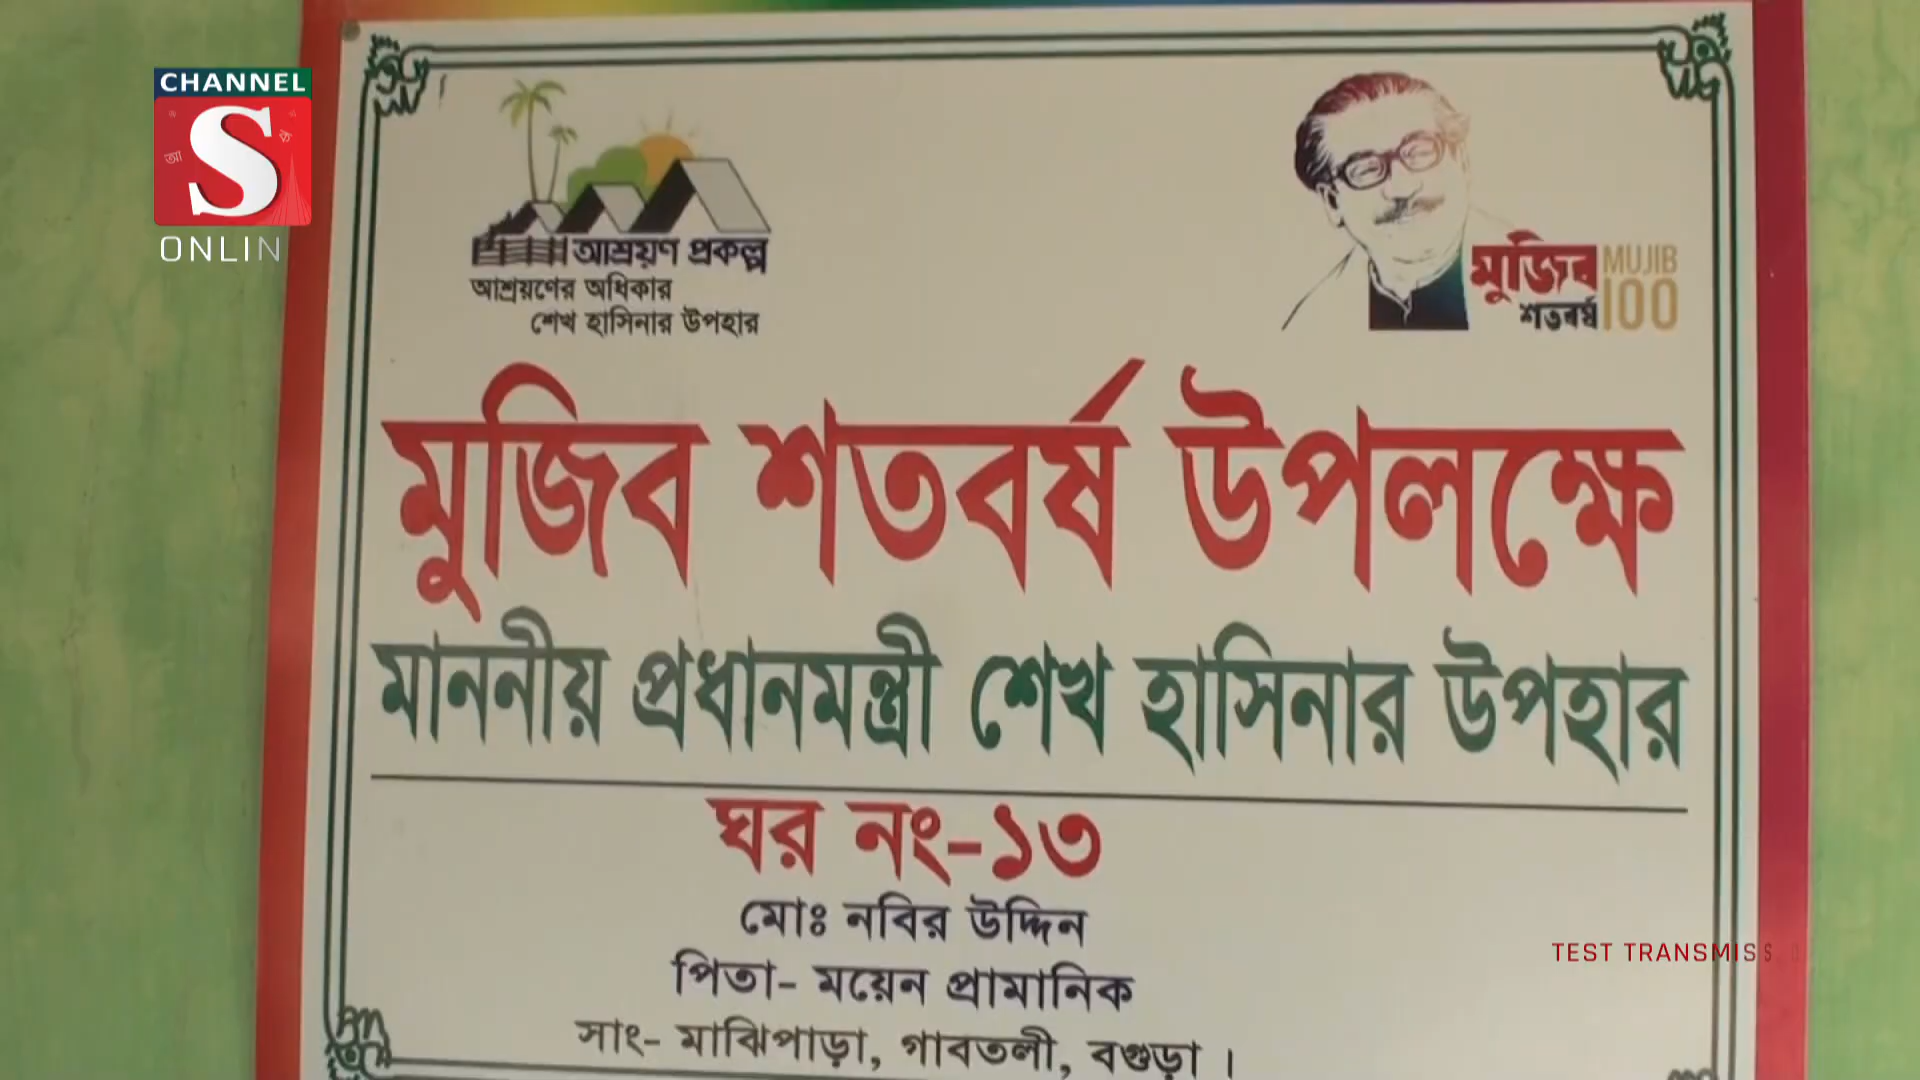 CHANNEL
S
ONLIN
আশ্রয়ণ প্রকল্প
আশ্রয়ণের অধিকার
শেখ হাসিনার উপহার
মুজিব
শতবর্ষ
MUJIB
100
মুজিব শতবর্ষ উপলক্ষে
মাননীয় প্রধানমন্ত্রী শেখ হাসিনার উপহার
ঘর নং-১৩
মোঃ নবির উদ্দিন
পিতা- ময়েন প্রামানিক
সাং- মাঝিপাড়া, গাবতলী, বগুড়া ।
TEST TRANSMIS